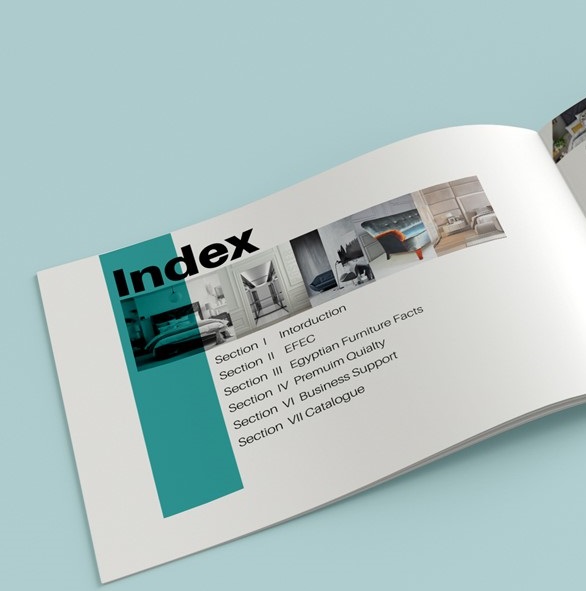 Index
Section I Intorduction
Section II EFEC
Section III Egyptian Furniture Facts
Section IV Premuim Quialty
Section VI Business Support
Section VII Catalogue